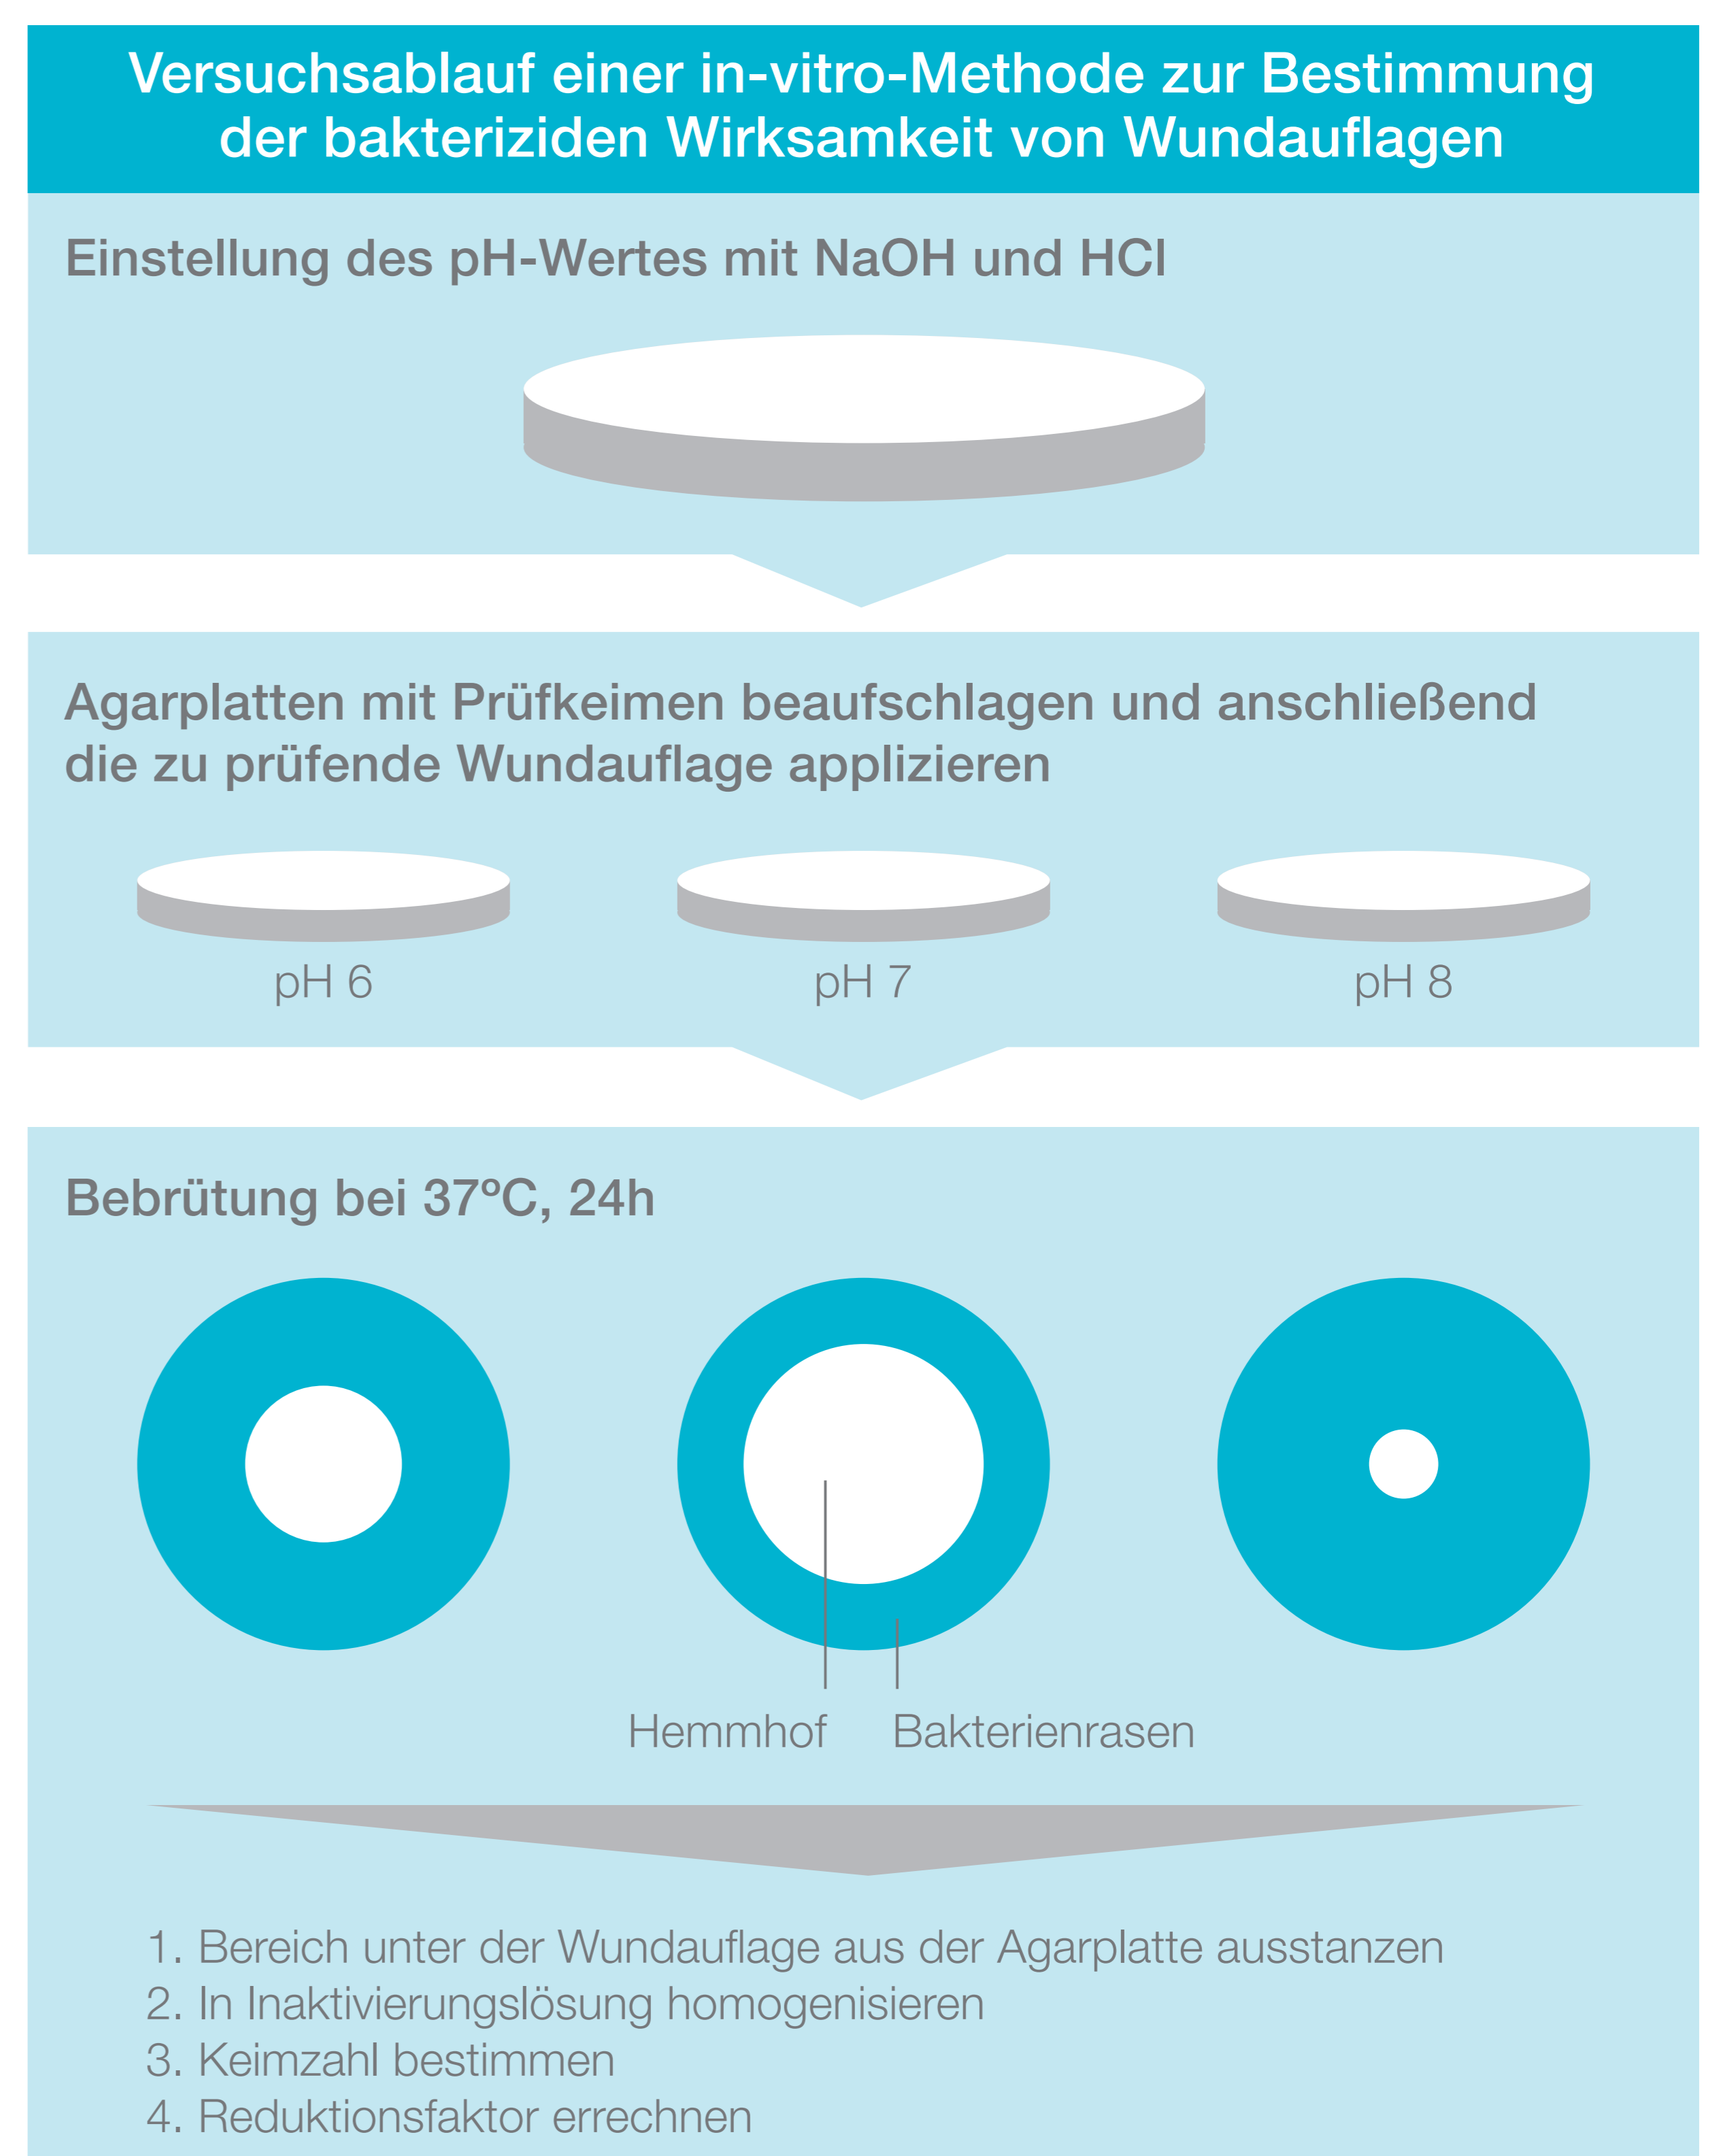 Versuchsablauf einer in-vitro-Methode zur Bestimmung
der bakteriziden Wirksamkeit von Wundauflagen
Einstellung des pH-Wertes mit NaOH und HCl
Agarplatten mit Prüfkeimen beaufschlagen und anschließend
die zu prüfende Wundauflage applizieren
pH 6
pH 7
pH 8
Bebrütung bei 37ºC, 24h
Hemmhof
Bakterienrasen
1. Bereich unter der Wundauflage aus der Agarplatte ausstanzen
2. In Inaktivierungslösung homogenisieren
3. Keimzahl bestimmen
4. Reduktionsfaktor errechnen